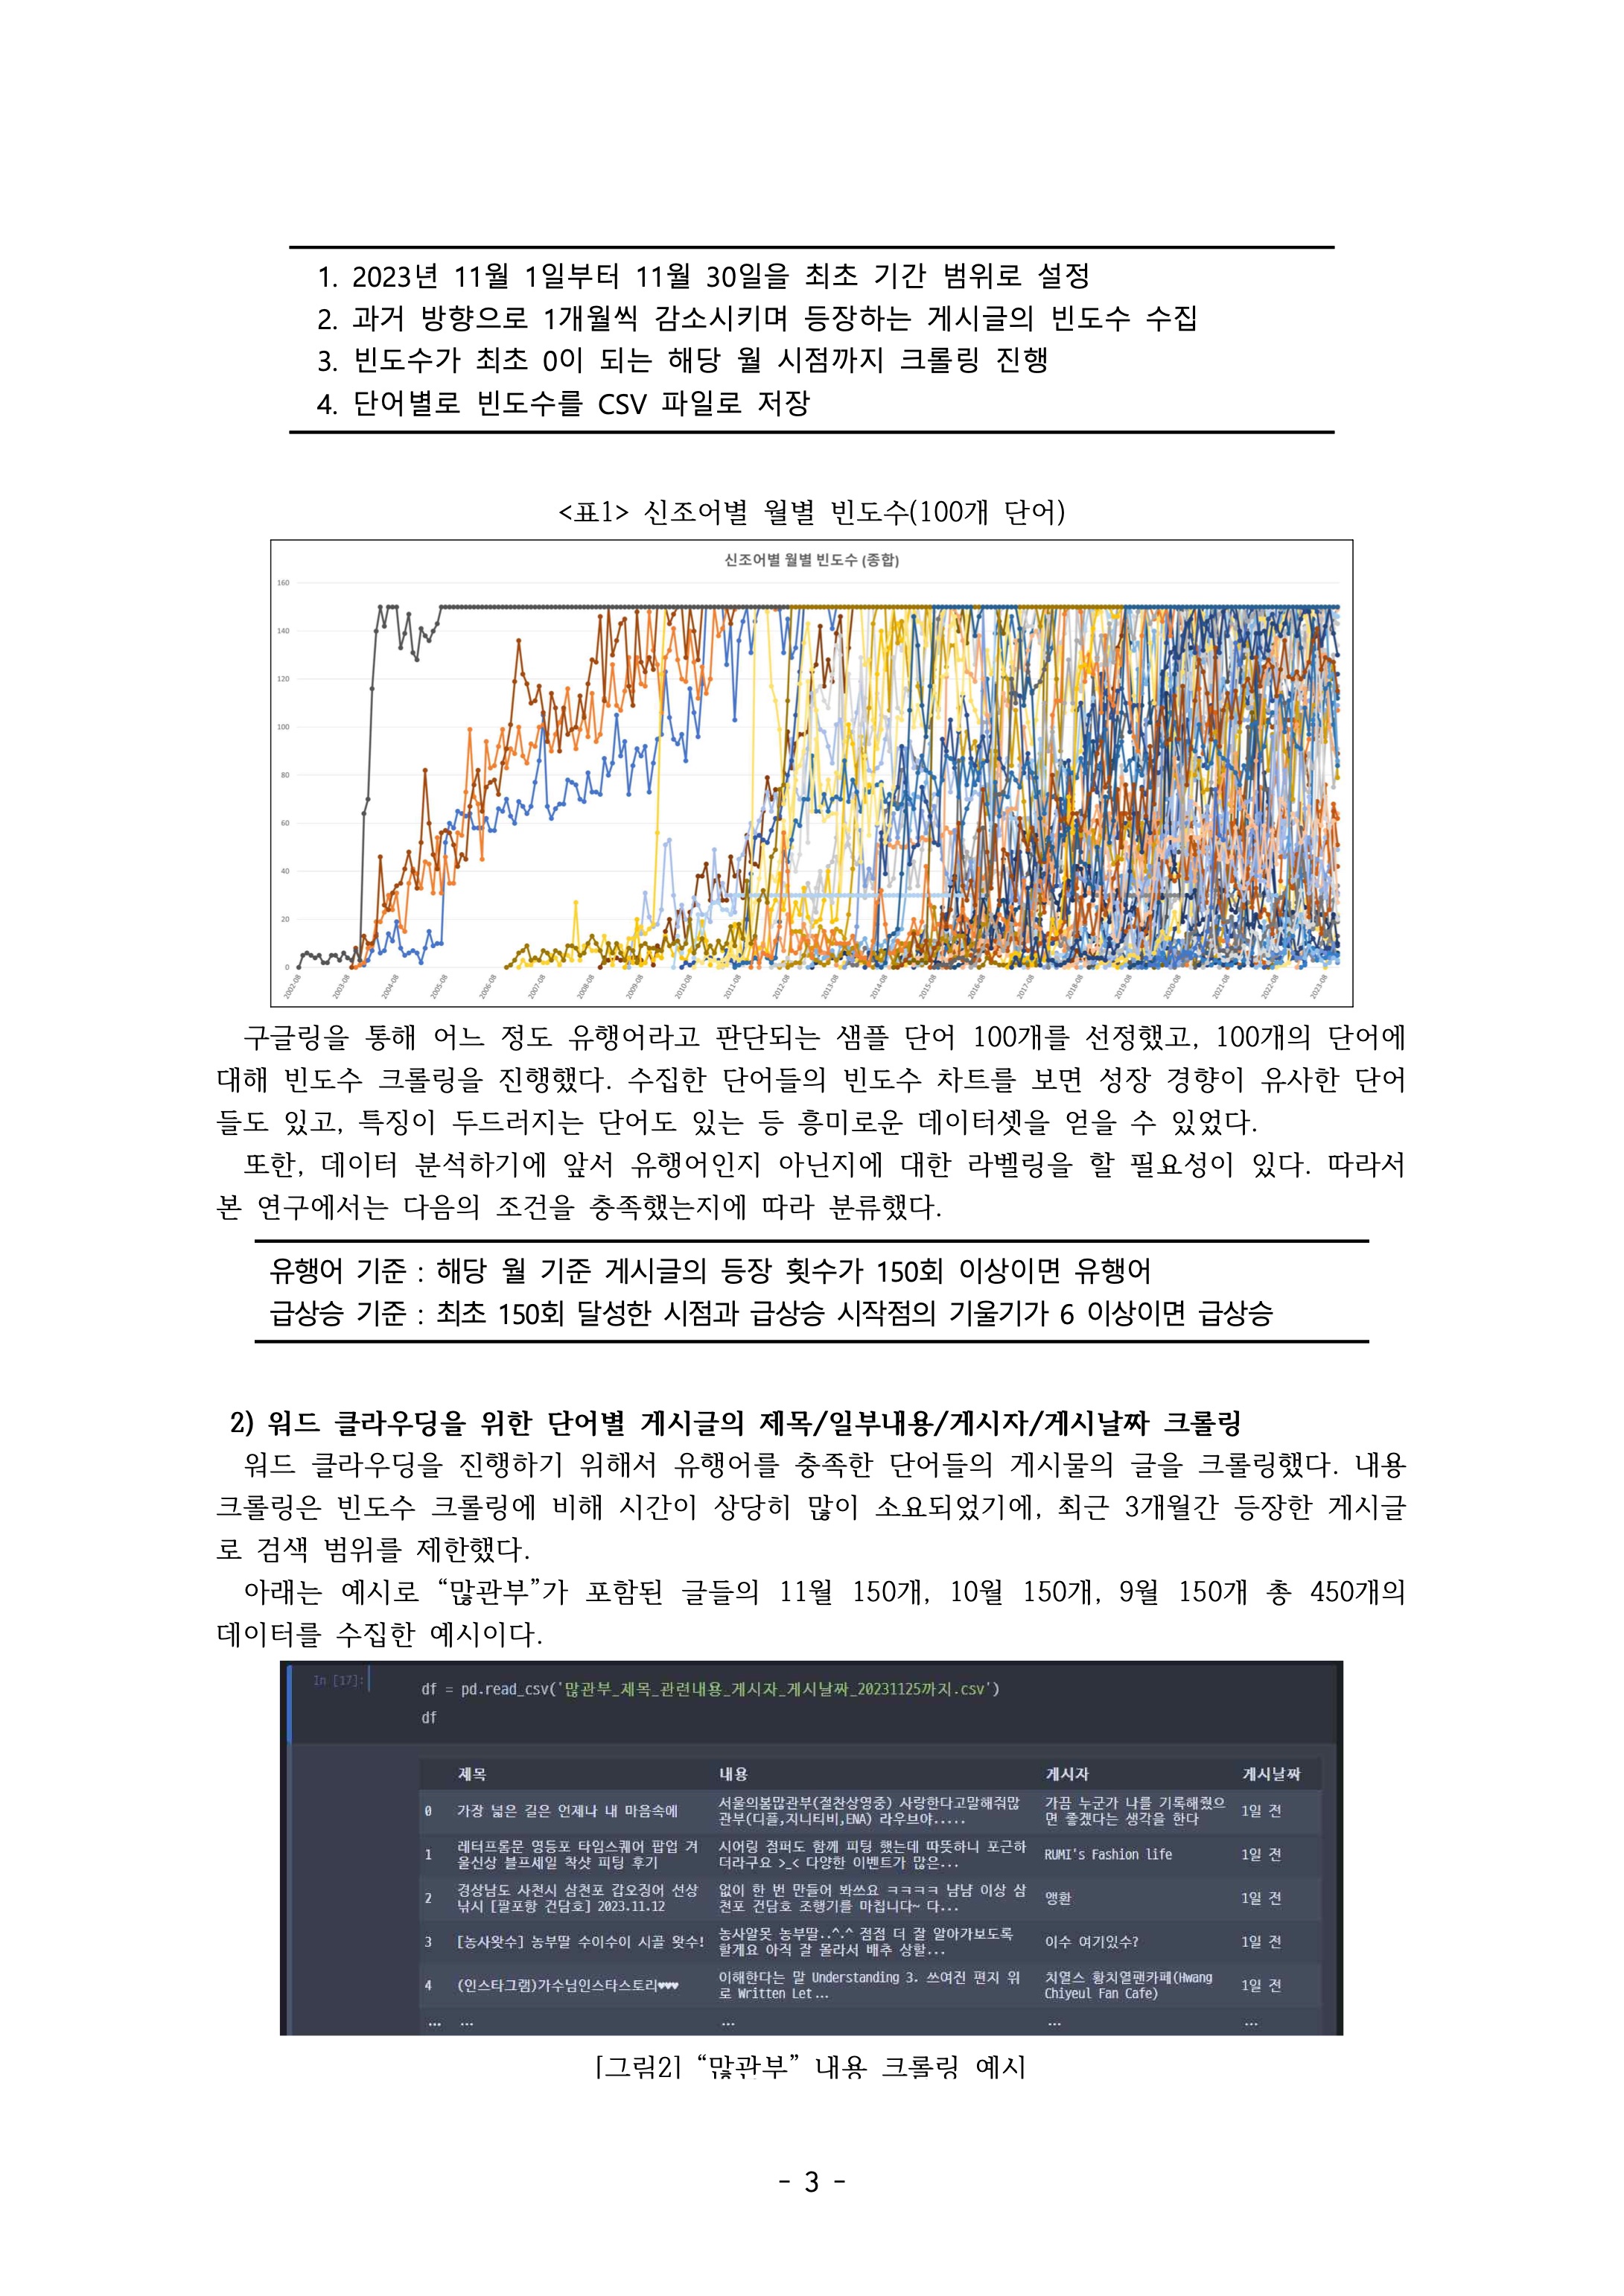 1. 2023년 11월 1일부터 11월 30일을 최초 기간 범위로 설정
2. 과거 방향으로 1개월씩 감소시키며 등장하는 게시글의 빈도수 수집
3. 빈도수가 최초 0이 되는 해당 월 시점까지 크롤링 진행
4. 단어별로 빈도수를 CSV 파일로 저장
<표1> 신조어별 월별 빈도수(100개 단어)
신조어별 월별 빈도수 (종합)
160
140
120
100
80
60
40
20
0
2002-08 2003-08 2004-08 2005-08 2006-08 2007-08 2008-08 2009-08 2010-08 2011-08 2012-08 2013-08 2014-08 2015-08 2016-08 2017-08 2018-08 2019-08 2020-08 2021-08 2022-08 2023-08
구글링을 통해 어느 정도 유행어라고 판단되는 샘플 단어 100개를 선정했고, 100개의 단어에
대해 빈도수 크롤링을 진행했다. 수집한 단어들의 빈도수 차트를 보면 성장 경향이 유사한 단어
들도 있고, 특징이 두드러지는 단어도 있는 등 흥미로운 데이터셋을 얻을 수 있었다.
또한, 데이터 분석하기에 앞서 유행어인지 아닌지에 대한 라벨링을 할 필요성이 있다. 따라서
본 연구에서는 다음의 조건을 충족했는지에 따라 분류했다.
유행어 기준 : 해당 월 기준 게시글의 등장 횟수가 150회 이상이면 유행어
급상승 기준 : 최초 150회 달성한 시점과 급상승 시작점의 기울기가 6 이상이면 급상승
2) 워드 클라우딩을 위한 단어별 게시글의 제목/일부내용/게시자/게시날짜 크롤링
워드 클라우딩을 진행하기 위해서 유행어를 충족한 단어들의 게시물의 글을 크롤링했다. 내용
크롤링은 빈도수 크롤링에 비해 시간이 상당히 많이 소요되었기에, 최근 3개월간 등장한 게시글
로 검색 범위를 제한했다.
아래는 예시로 “많관부”가 포함된 글들의 11월 150개, 10월 150개, 9월 150개 총 450개의
데이터를 수집한 예시이다.
In [17]:
df = pd.read_csv('많관부_제목_관련내용_게시자_게시날짜_20231125까지.csv')
df
제목 내용 게시자 게시날짜
0 가장 넓은 길은 언제나 내 마음속에 서울의봄많관부(절찬상영중) 사랑한다고말해줘많 가끔 누군가 나를 기록해줬으 1일 전
관부(디플,지니티비,ENA) 라우브야..... 면 좋겠다는 생각을 한다
1 레터프롬문 영등포 타임스퀘어 팝업 겨 시어링 점퍼도 함께 피팅 했는데 따뜻하니 포근하 RUMI's Fashion life 1일 전
울신상 블프세일 착샷 피팅 후기 더라구요 >_< 다양한 이벤트가 많은...
2 경상남도 사천시 삼천포 갑오징어 선상 없이 한 번 만들어 봐쓰요 ㅋㅋㅋㅋ 냠냠 이상 삼 앵환 1일 전
낚시 [팔포항 건담호] 2023.11.12 천포 건담호 조행기를 마칩니다~ 다...
3 [농사왓수] 농부딸 수이수이 시골 왓수! 농사알못 농부딸..^.^ 점점 더 잘 알아가보도록 이수 여기있수? 1일 전
할게요 아직 잘 몰라서 배추 상할...
4 (인스타그램)가수님인스타스토리♥♥♥ 이해한다는 말 Understanding 3. 쓰여진 편지 위 치열스 황치열팬카페(Hwang 1일 전
로 Written Let... Chiyeul Fan Cafe)
... ... ... ... ...
[그림2] “많관부” 내용 크롤링 예시
- 3 -